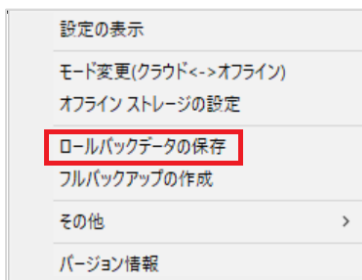 設定の表示
モード変更(クラウド<->オフライン)
オフライン ストレージの設定
ロールバックデータの保存
フルバックアップの作成
その他
バージョン情報